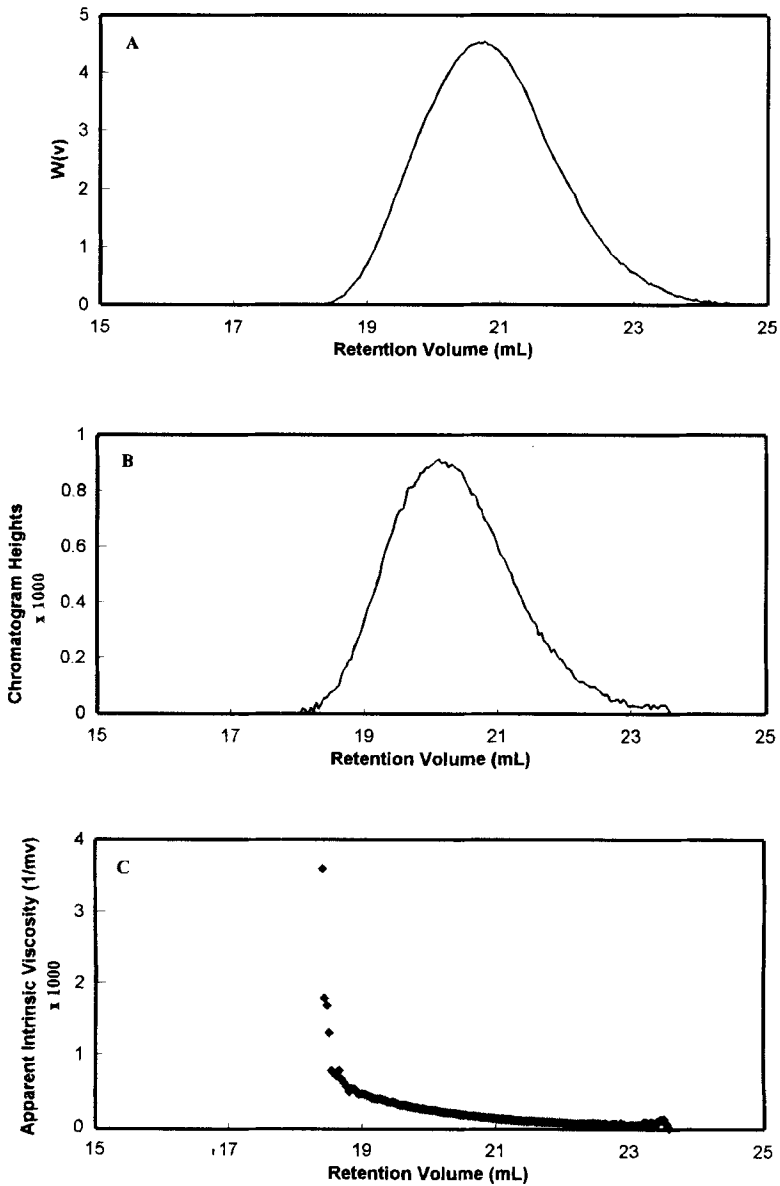 A
5
4
3
2
1
0
W(v)
15 17 19 21 23 25
Retention Volume (mL)
B
1
0.8
0.6
0.4
0.2
0
Chromatogram Heights
x 1000
15 17 19 21 23 25
Retention Volume (mL)
C
4
3
2
1
0
Apparent Intrinsic Viscosity (1/mv)
x 1000
15 17 19 21 23 25
Retention Volume (mL)